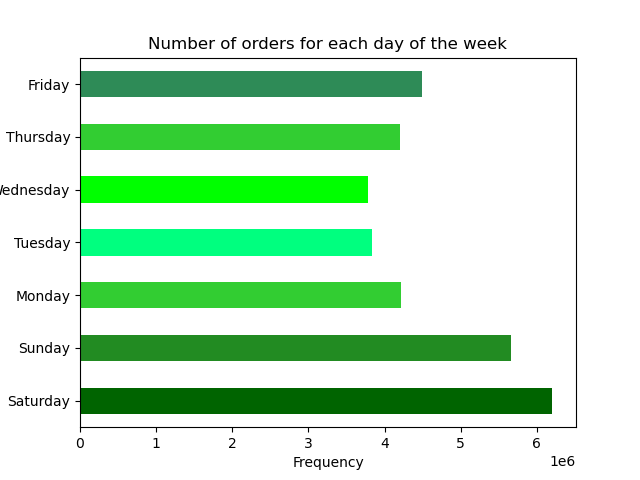 Number of orders for each day of the week
Friday
Thursday
Wednesday
Tuesday
Monday
Sunday
Saturday
0 1 2 3 4 5 6
1e6
Frequency